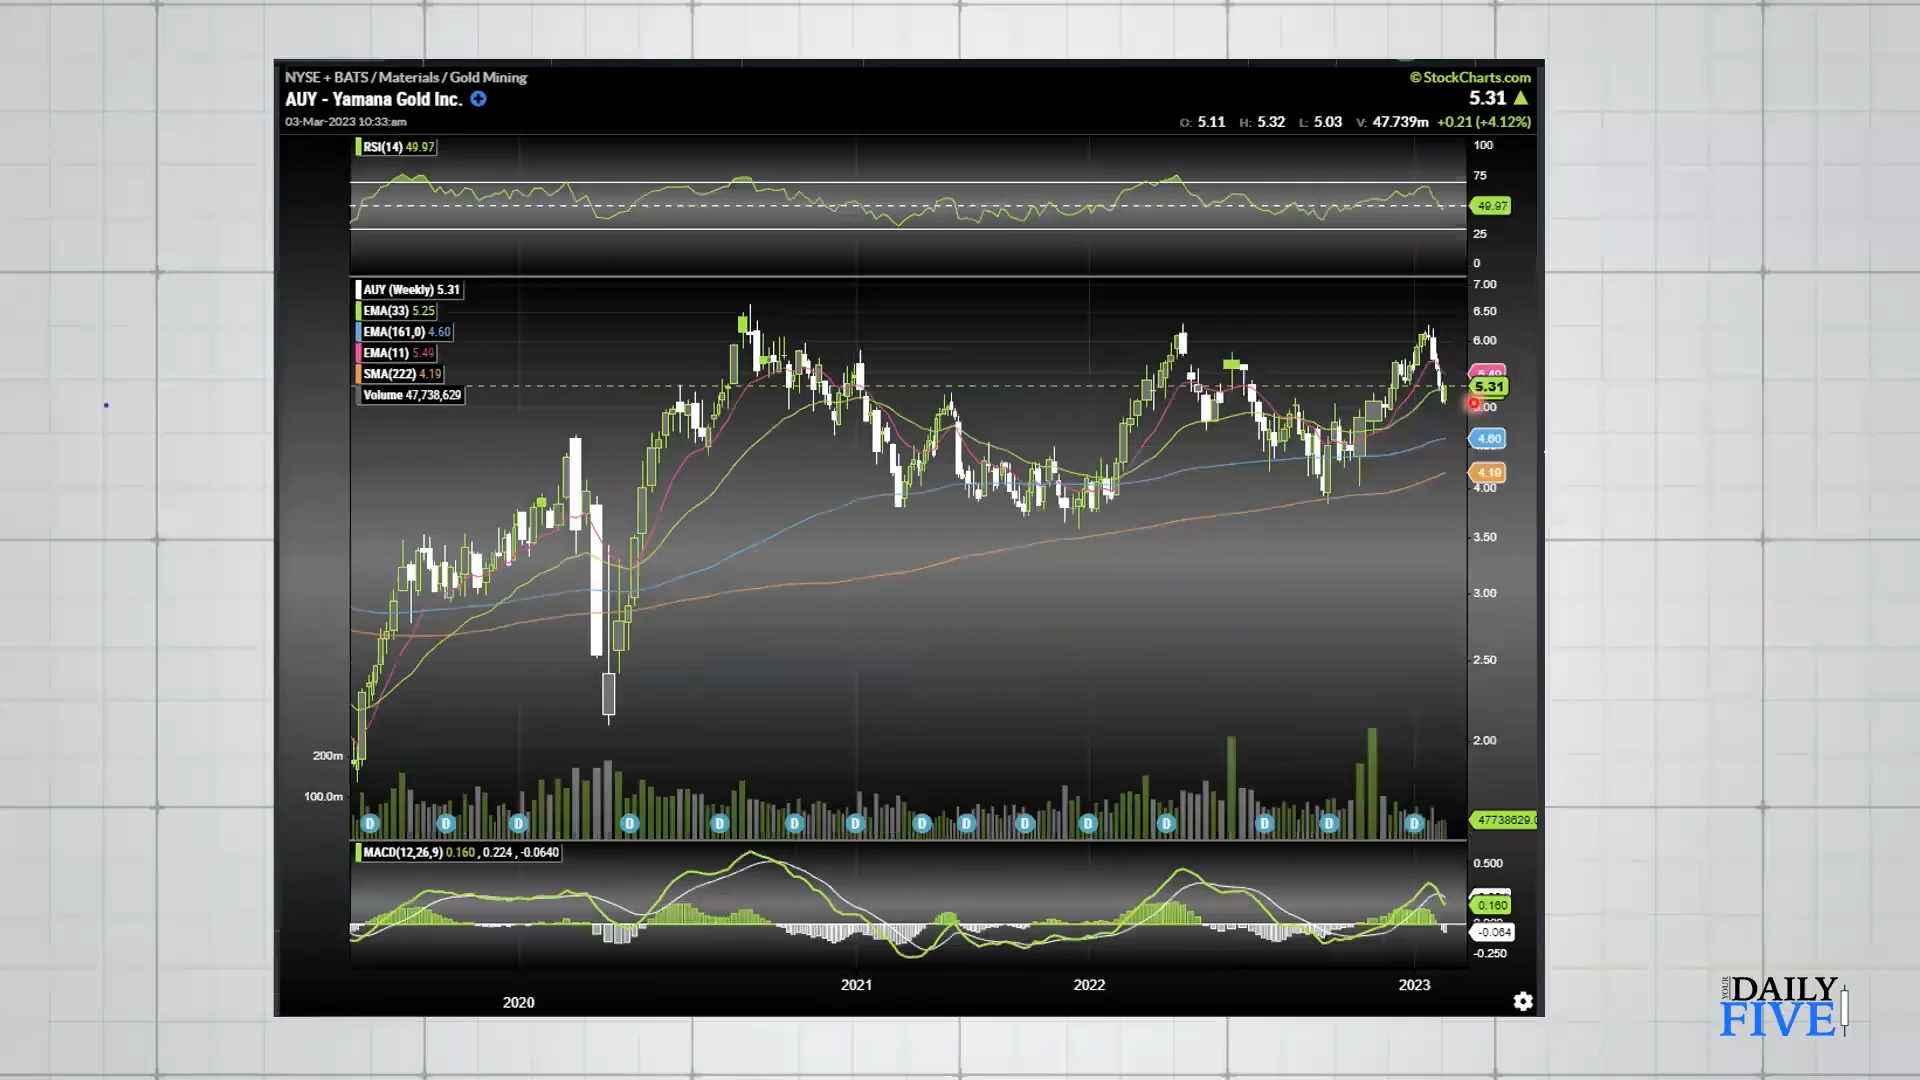 NYSE + BATS / Materials / Gold Mining
© StockCharts.com
AUY - Yamana Gold Inc.
5.31
03-Mar-2023 10:33:am
O: 5.11 H: 5.32 L: 5.03 V: 47.739m +0.21 (+4.12%)
RSI(14) 49.97
100
75
49.97
25
0
AUY (Weekly) 5.31
EMA(33) 5.25
EMA(161,0) 4.60
EMA(11) 5.49
SMA(222) 4.19
Volume 47,738,629
7.00
6.50
6.00
5.49
5.31
4.60
4.19
4.00
3.50
3.00
2.50
2.00
200m
100.0m
D D D D D D D D D D D D D D D
47738629.0
MACD(12,26,9) 0.160 , 0.224 , -0.0640
0.500
0.160
-0.064
-0.250
2020
2021
2022
2023
YOUR
DAILY
FIVE